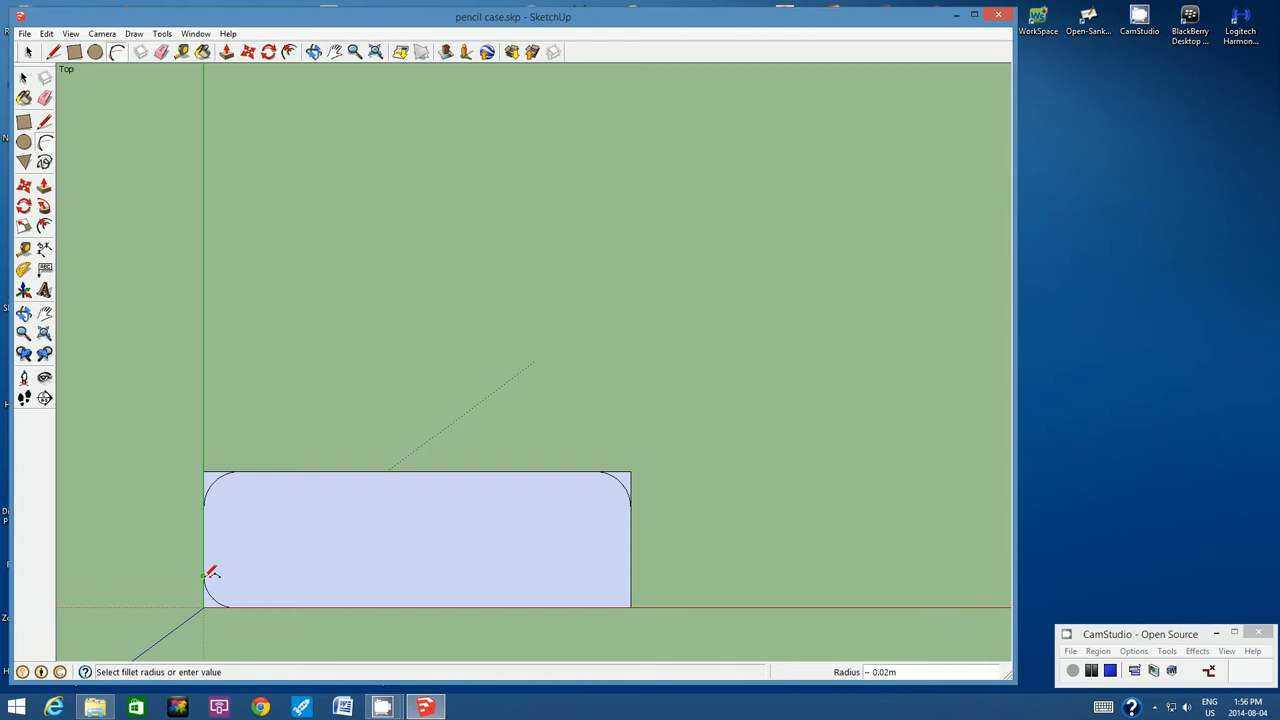 pencil case.skp - SketchUp
File Edit View Camera Draw Tools Window Help
Top
ABC
Select fillet radius or enter value
Radius ~ 0.02m
WorkSpace
Open-Sank...
CamStudio
BlackBerry Desktop ...
Logitech Harmon...
CamStudio - Open Source
File Region Options Tools Effects View Help
ENG
US
1:56 PM
2014-08-04